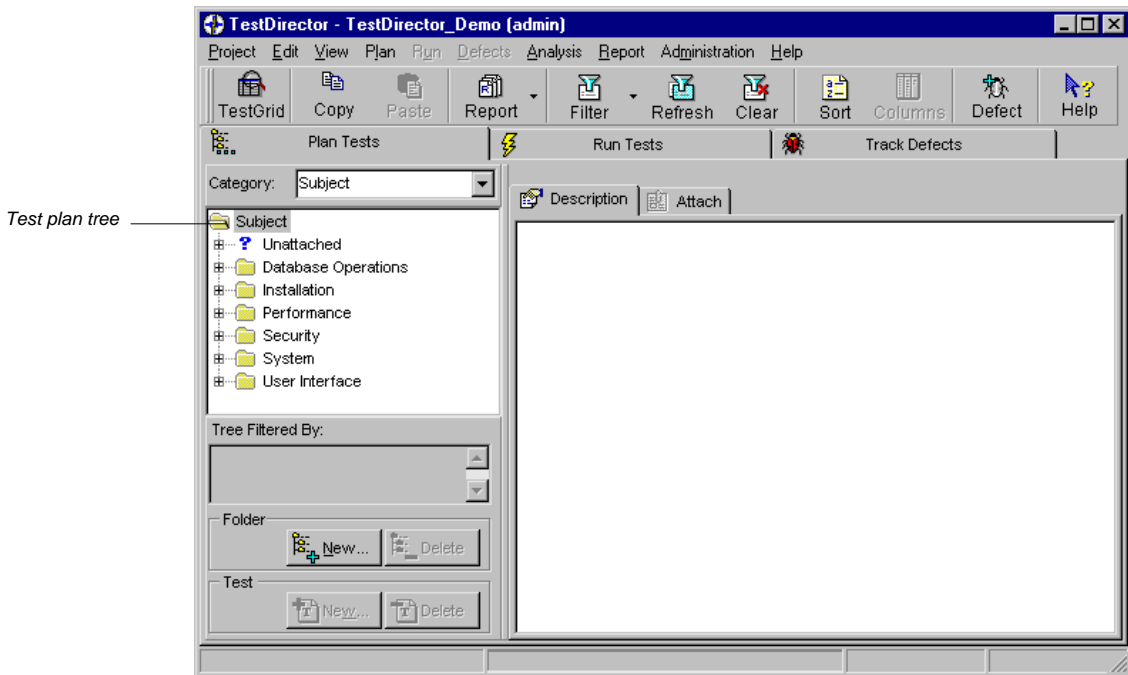 TestDirector - TestDirector_Demo (admin)
Project Edit View Plan Run Defects Analysis Report Administration Help
TestGrid Copy Paste Report Filter Refresh Clear Sort Columns Defect Help
Plan Tests Run Tests Track Defects
Category: Subject
Description Attach
Test plan tree
Subject
? Unattached
Database Operations
Installation
Performance
Security
System
User Interface
Tree Filtered By:
Folder
New... Delete
Test
New... Delete